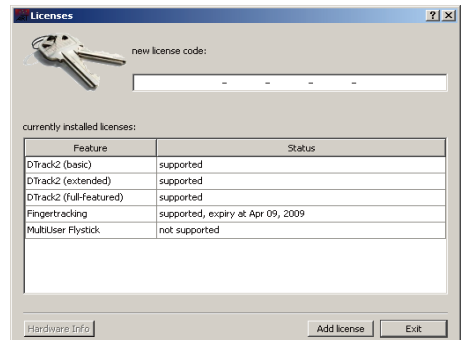 Licenses
new license code:
- - - -
currently installed licenses:
Feature Status
DTrack2 (basic) supported
DTrack2 (extended) supported
DTrack2 (full-featured) supported
Fingertracking supported, expiry at Apr 09, 2009
MultiUser Flystick not supported
Hardware Info Add license Exit